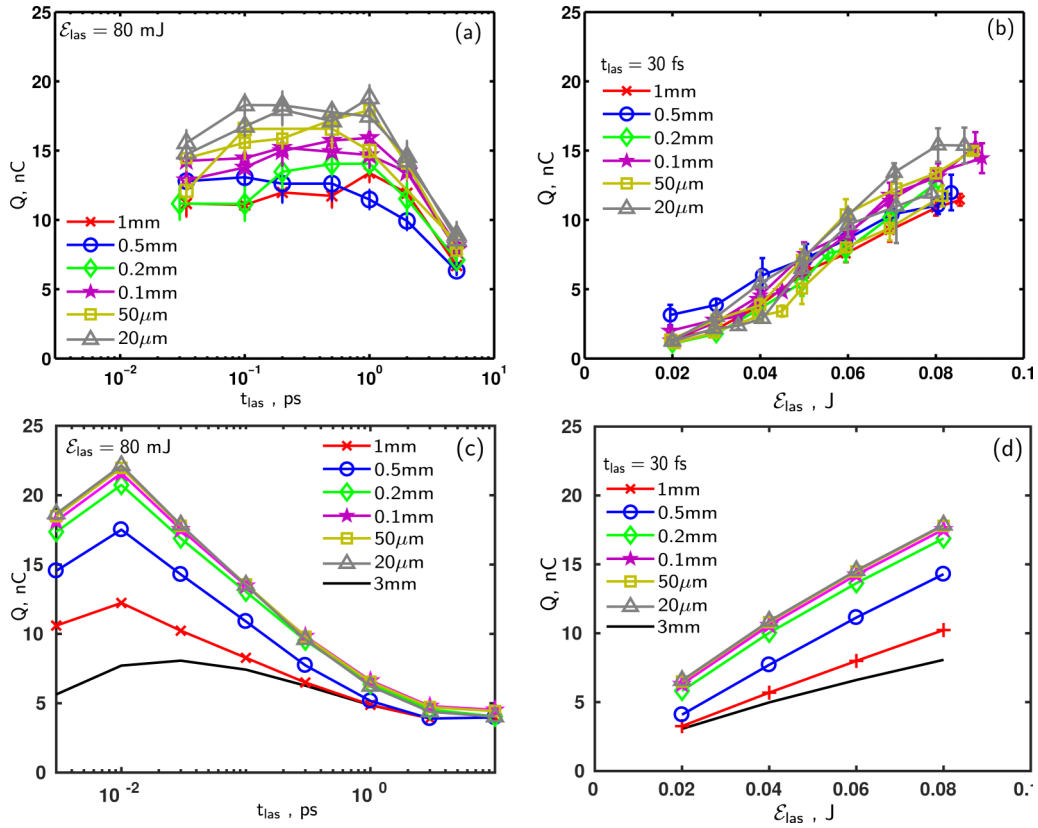 ℰlas = 80 mJ
(a)
25
20
15
10
5
0
Q, nC
1mm
0.5mm
0.2mm
0.1mm
50μm
20μm
10⁻² 10⁻¹ 10⁰ 10¹
tlas , ps
(b)
tlas = 30 fs
25
20
15
10
5
0
Q, nC
1mm
0.5mm
0.2mm
0.1mm
50μm
20μm
0.02 0.04 0.06 0.08 0.1
ℰlas , J
ℰlas = 80 mJ
(c)
25
20
15
10
5
0
Q, nC
1mm
0.5mm
0.2mm
0.1mm
50μm
20μm
3mm
10⁻² 10⁰
tlas , ps
(d)
tlas = 30 fs
25
20
15
10
5
0
Q, nC
1mm
0.5mm
0.2mm
0.1mm
50μm
20μm
3mm
0 0.02 0.04 0.06 0.08 0.1
ℰlas , J